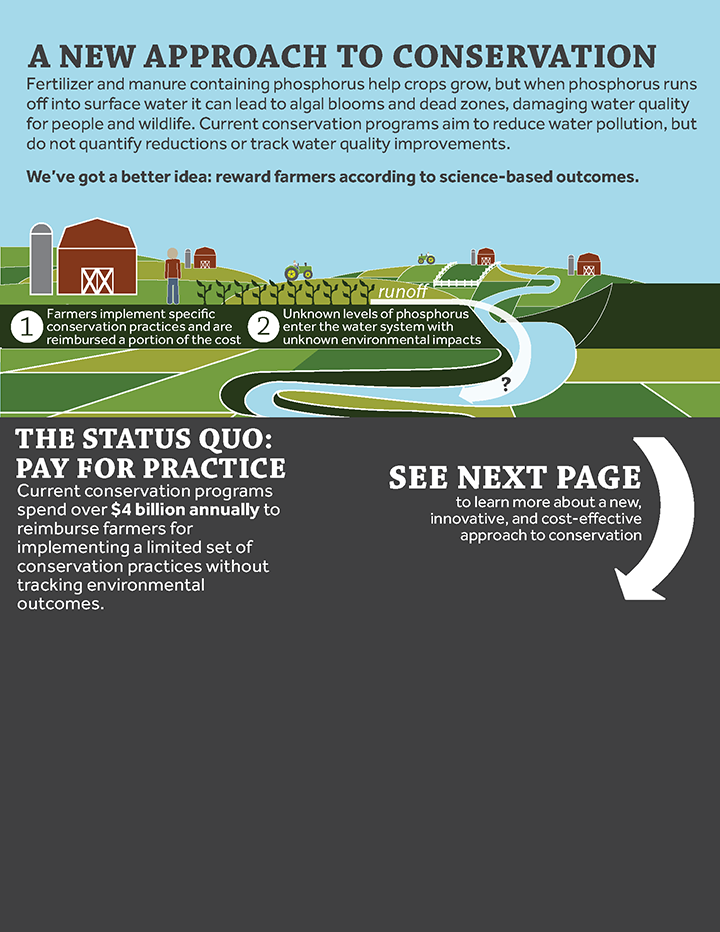 A NEW APPROACH TO CONSERVATION
Fertilizer and manure containing phosphorus help crops grow, but when phosphorus runs
off into surface water it can lead to algal blooms and dead zones, damaging water quality
for people and wildlife. Current conservation programs aim to reduce water pollution, but
do not quantify reductions or track water quality improvements.
We've got a better idea: reward farmers according to science-based outcomes.
runoff
1
Farmers implement specific
conservation practices and are
reimbursed a portion of the cost
2
Unknown levels of phosphorus
enter the water system with
unknown environmental impacts
?
THE STATUS QUO:
PAY FOR PRACTICE
Current conservation programs
spend over $4 billion annually to
reimburse farmers for
implementing a limited set of
conservation practices without
tracking environmental
outcomes.
SEE NEXT PAGE
to learn more about a new,
innovative, and cost-effective
approach to conservation